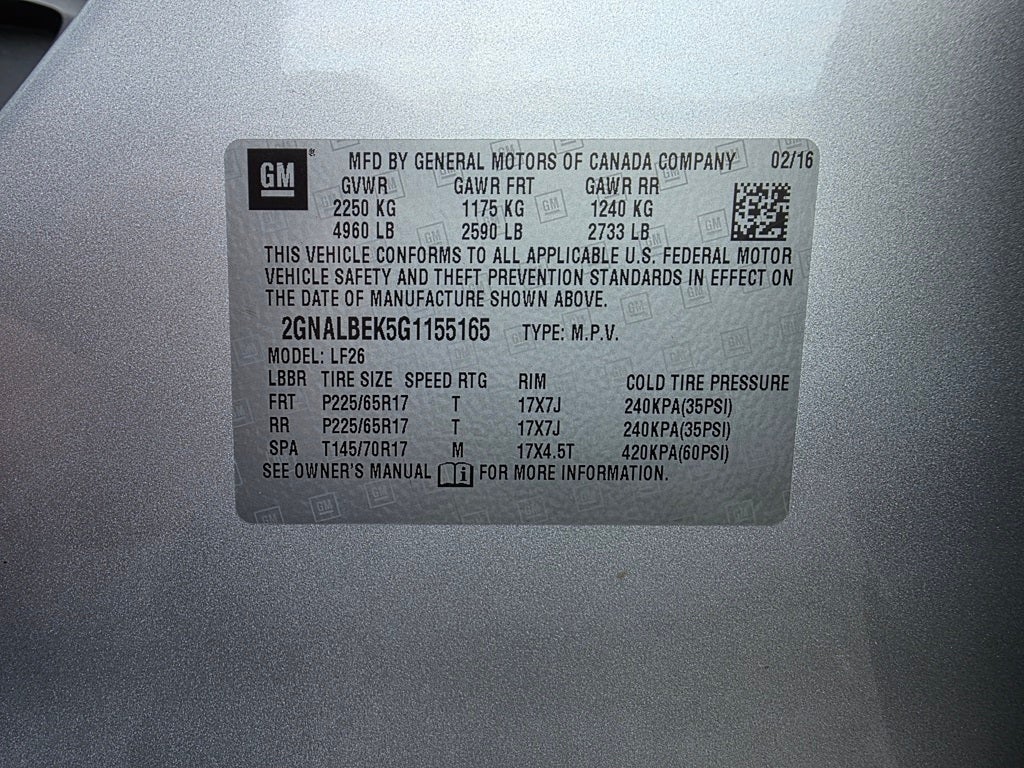 GM ® MFD BY GENERAL MOTORS OF CANADA COMPANY 02/16
GVWR GAWR FRT GAWR RR
2250 KG 1175 KG 1240 KG
4960 LB 2590 LB 2733 LB
THIS VEHICLE CONFORMS TO ALL APPLICABLE U.S. FEDERAL MOTOR
VEHICLE SAFETY AND THEFT PREVENTION STANDARDS IN EFFECT ON
THE DATE OF MANUFACTURE SHOWN ABOVE.
2GNALBEK5G1155165 TYPE: M.P.V.
MODEL: LF26
LBBR TIRE SIZE SPEED RTG RIM COLD TIRE PRESSURE
FRT P225/65R17 T 17X7J 240KPA(35PSI)
RR P225/65R17 T 17X7J 240KPA(35PSI)
SPA T145/70R17 M 17X4.5T 420KPA(60PSI)
SEE OWNER'S MANUAL i FOR MORE INFORMATION.